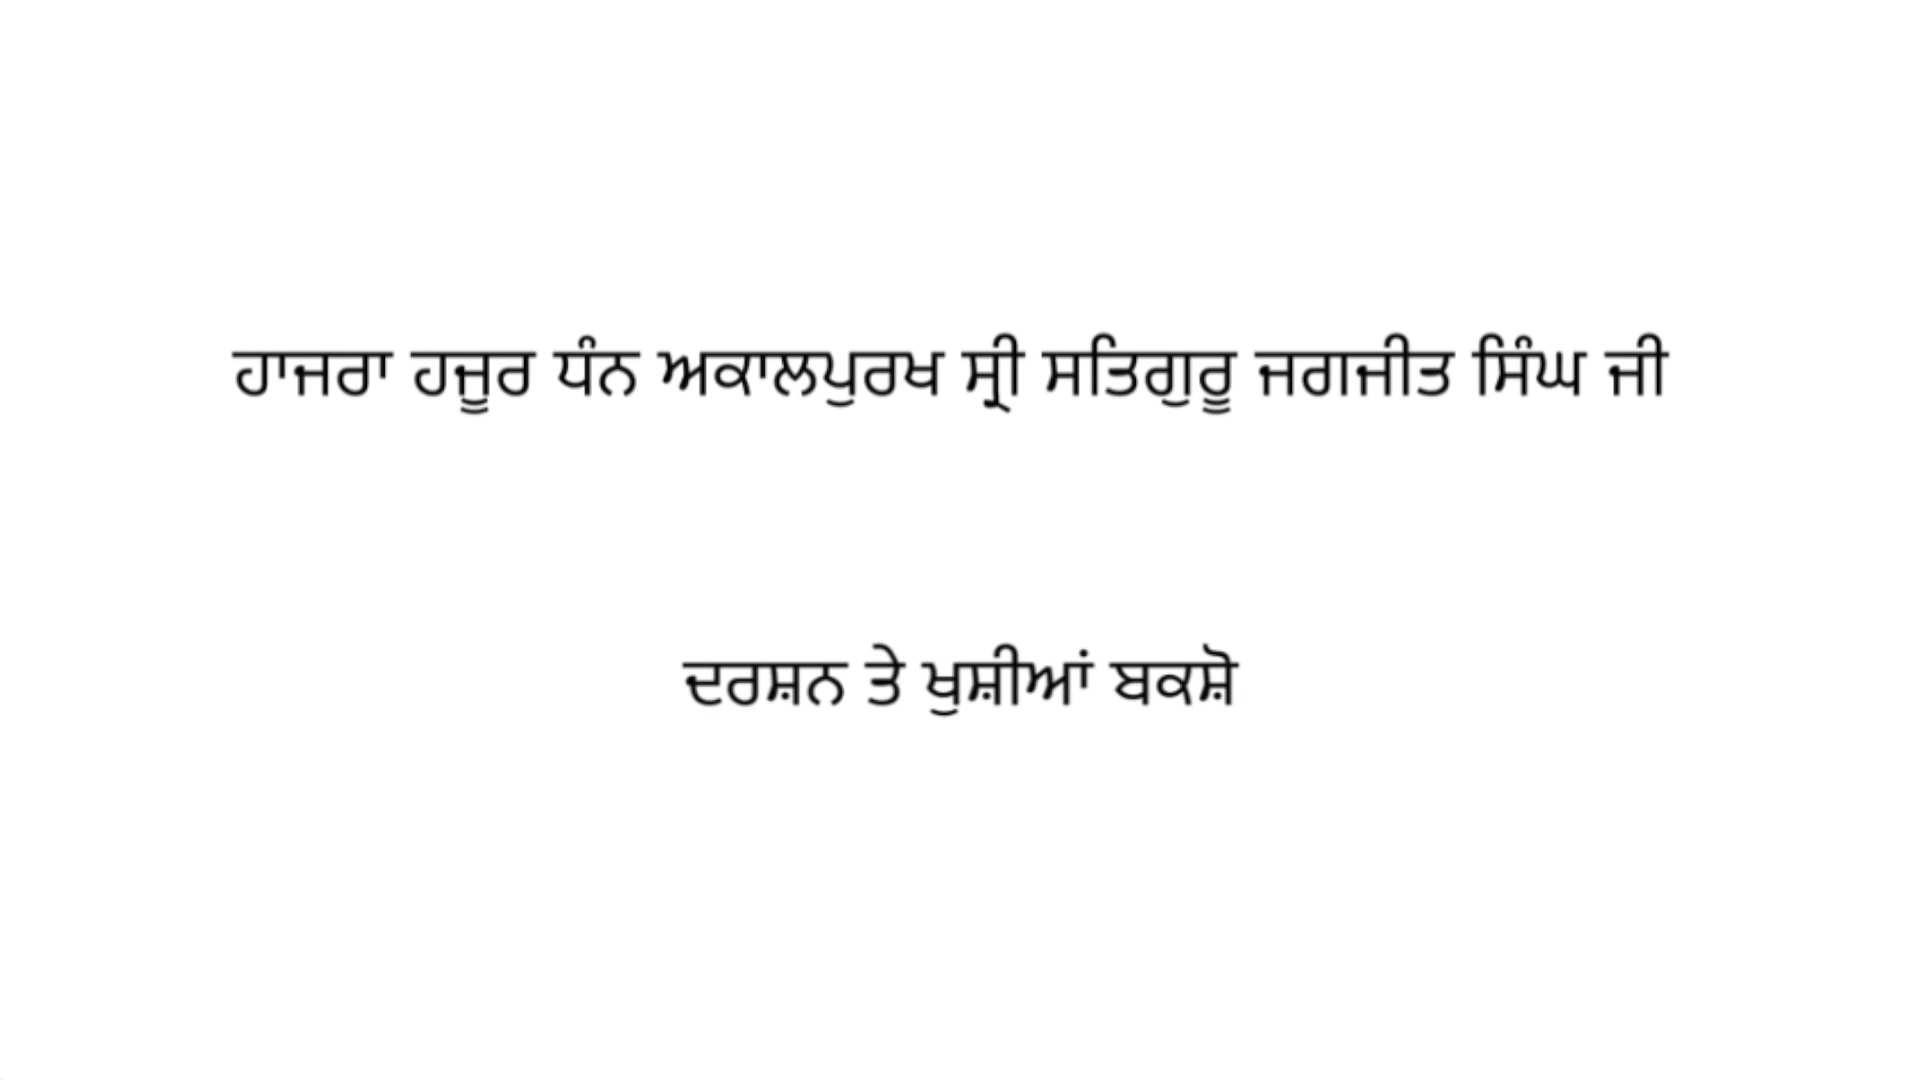 ਹਾਜਰਾ ਹਜੂਰ ਧੰਨ ਅਕਾਲਪੁਰਖ ਸ੍ਰੀ ਸਤਿਗੁਰੂ ਜਗਜੀਤ ਸਿੰਘ ਜੀ
ਦਰਸ਼ਨ ਤੇ ਖੁਸ਼ੀਆਂ ਬਕਸ਼ੋ